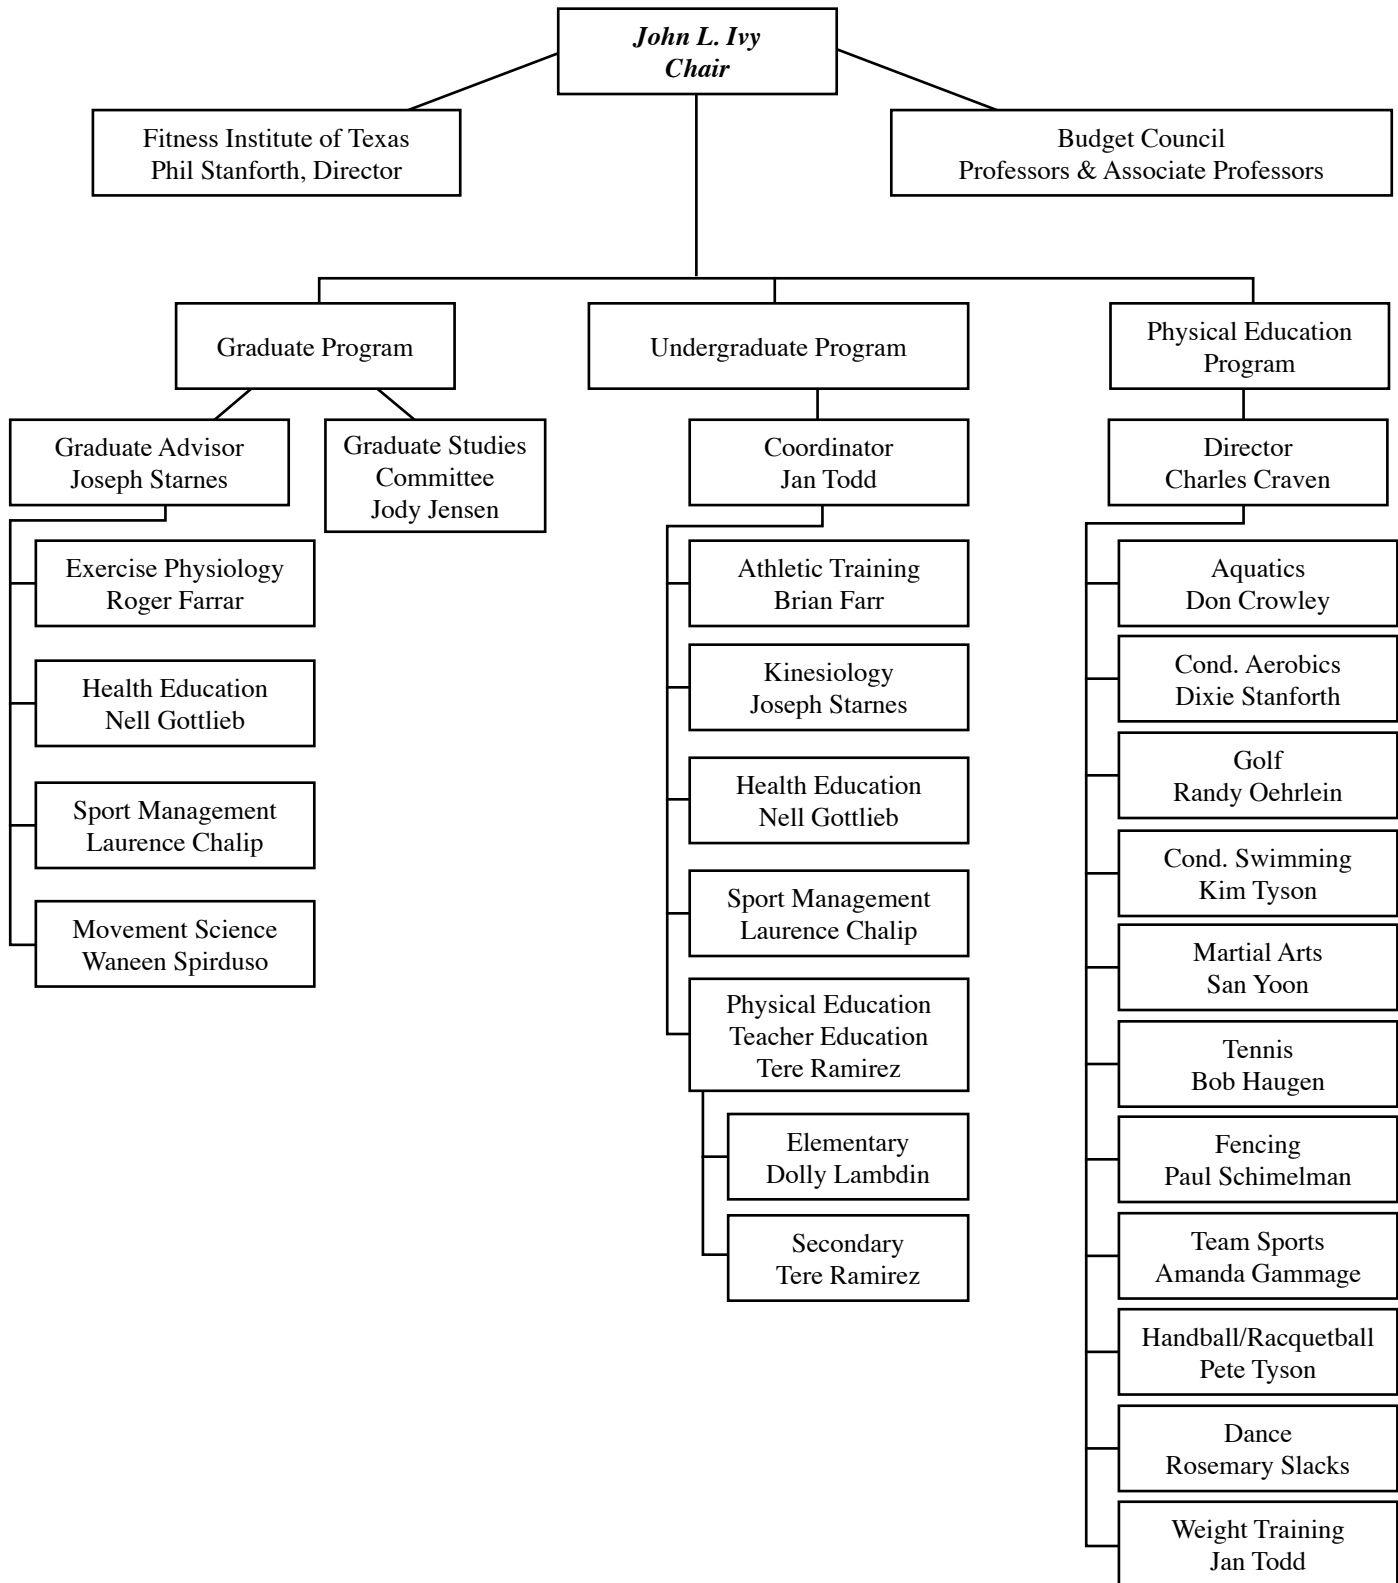 John L. Ivy
Chair
Fitness Institute of Texas
Phil Stanforth, Director
Budget Council
Professors & Associate Professors
Graduate Program
Undergraduate Program
Physical Education
Program
Graduate Advisor
Joseph Starnes
Graduate Studies
Committee
Jody Jensen
Coordinator
Jan Todd
Director
Charles Craven
Exercise Physiology
Roger Farrar
Health Education
Nell Gottlieb
Sport Management
Laurence Chalip
Movement Science
Waneen Spirduso
Athletic Training
Brian Farr
Kinesiology
Joseph Starnes
Health Education
Nell Gottlieb
Sport Management
Laurence Chalip
Physical Education
Teacher Education
Tere Ramirez
Elementary
Dolly Lambdin
Secondary
Tere Ramirez
Aquatics
Don Crowley
Cond. Aerobics
Dixie Stanforth
Golf
Randy Oehrlein
Cond. Swimming
Kim Tyson
Martial Arts
San Yoon
Tennis
Bob Haugen
Fencing
Paul Schimelman
Team Sports
Amanda Gammage
Handball/Racquetball
Pete Tyson
Dance
Rosemary Slacks
Weight Training
Jan Todd